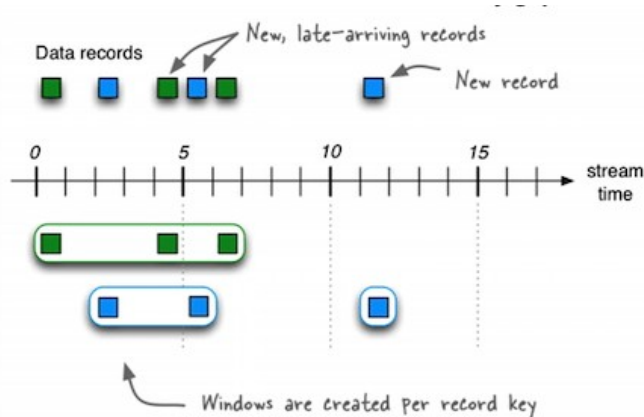 New, late-arriving records
Data records
New record
0 5 10 15
stream
time
Windows are created per record key